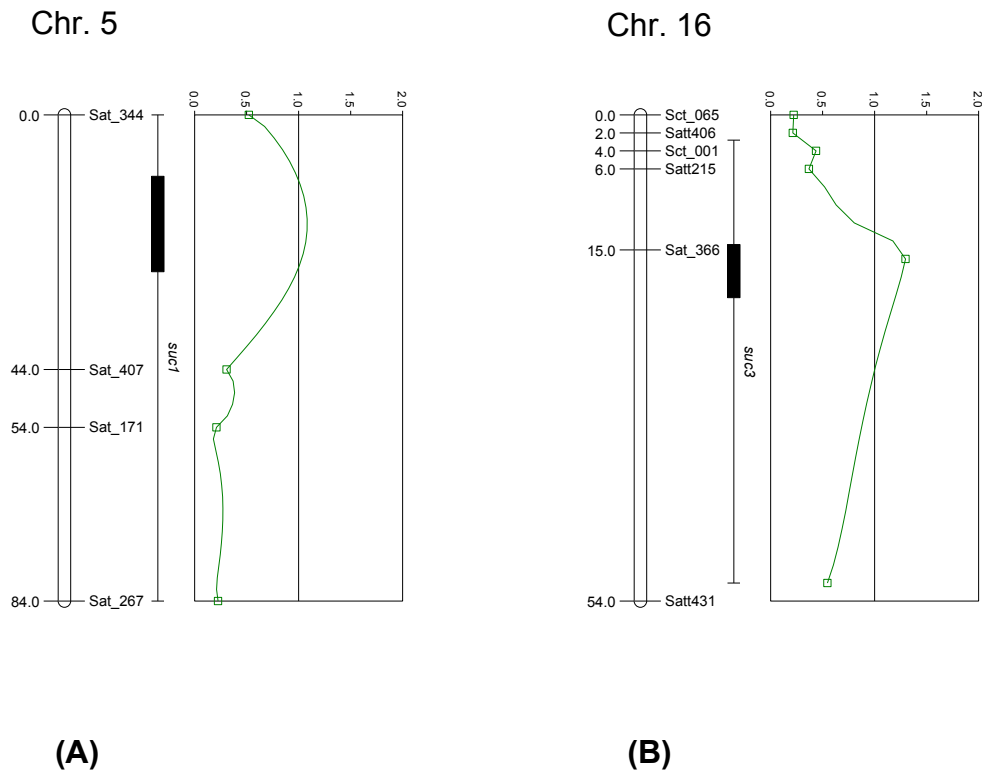 Chr. 5
0.0 0.5 1.0 1.5 2.0
0.0 Sat_344
44.0 Sat_407
54.0 Sat_171
84.0 Sat_267
suc1
(A)
Chr. 16
0.0 0.5 1.0 1.5 2.0
0.0 Sct_065
2.0 Satt406
4.0 Sct_001
6.0 Satt215
15.0 Sat_366
54.0 Satt431
suc3
(B)